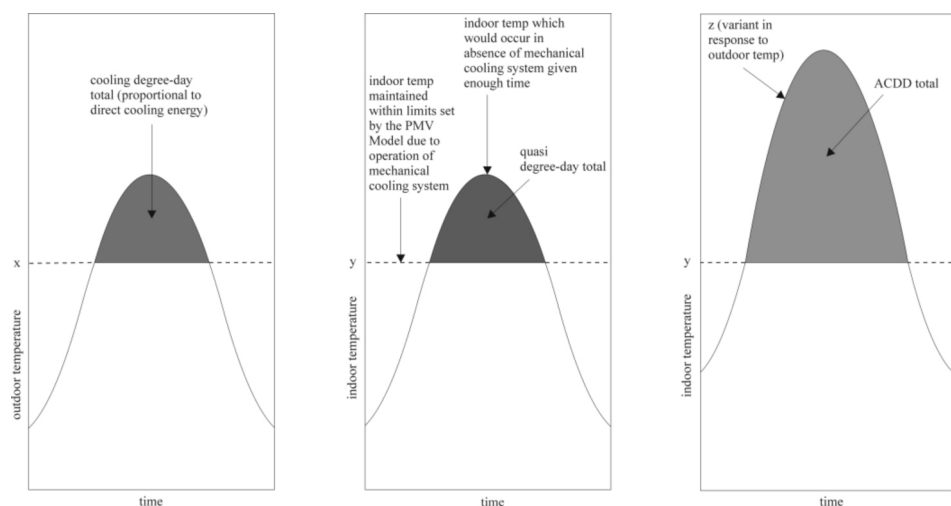 cooling degree-day
total (proportional to
direct cooling energy)
x
outdoor temperature
time
indoor temp
maintained
within limits set
by the PMV
Model due to
operation of
mechanical
cooling system
indoor temp which
would occur in
absence of mechanical
cooling system given
enough time
quasi
degree-day total
y
indoor temperature
time
z (variant in
response to
outdoor temp)
ACDD total
y
indoor temperature
time